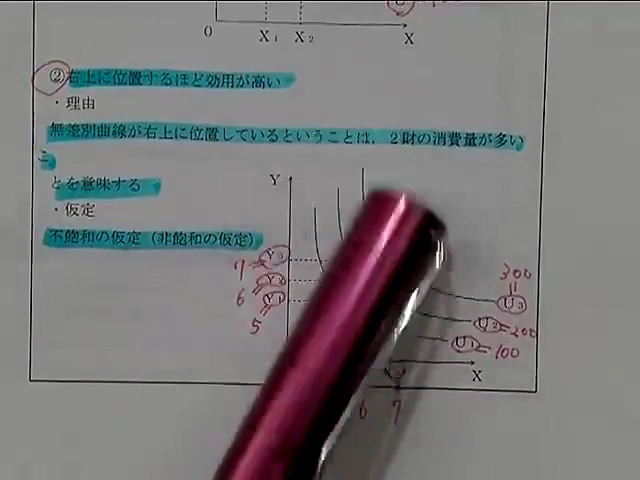 0 X₁ X₂ X
②右上に位置するほど効用が高い
・理由
無差別曲線が右上に位置しているということは，２財の消費量が多い
こ
とを意味する
・仮定
不飽和の仮定（非飽和の仮定）
Y
7 = Y₃
6 = Y₂
5 = Y₁
300
U₃
U₂ = 200
U₁ = 100
X
6 7